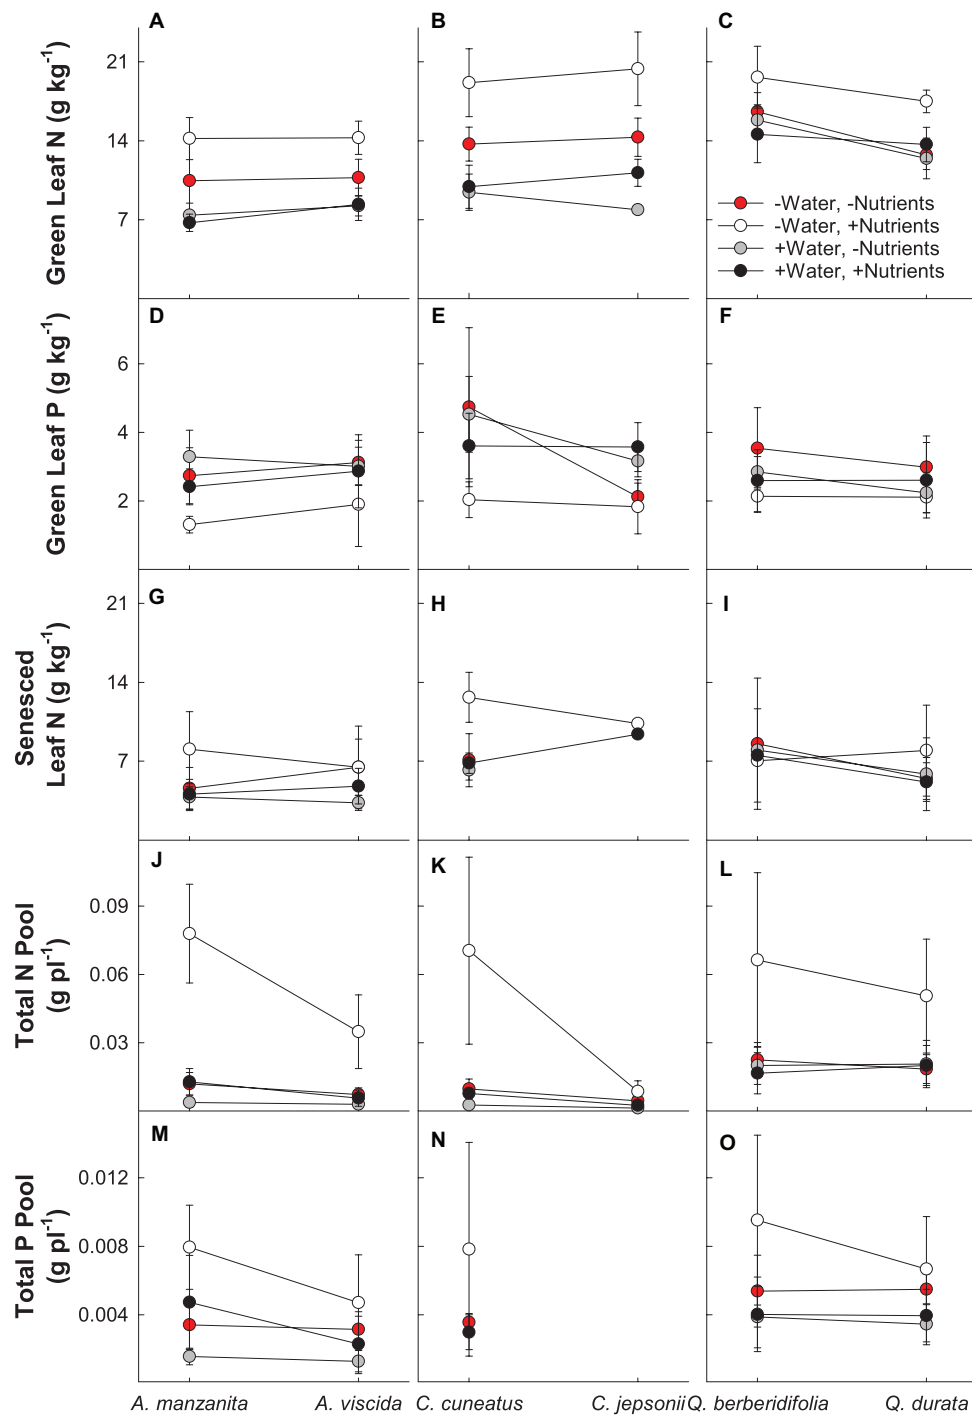 A
B
C
Green Leaf N (g kg⁻¹)
21
14
7
-Water, -Nutrients
-Water, +Nutrients
+Water, -Nutrients
+Water, +Nutrients
D
E
F
Green Leaf P (g kg⁻¹)
6
4
2
G
H
I
Senesced
Leaf N (g kg⁻¹)
21
14
7
J
K
L
Total N Pool
(g pl⁻¹)
0.09
0.06
0.03
M
N
O
Total P Pool
(g pl⁻¹)
0.012
0.008
0.004
A. manzanita A. viscida C. cuneatus C. jepsonii Q. berberidifolia Q. durata